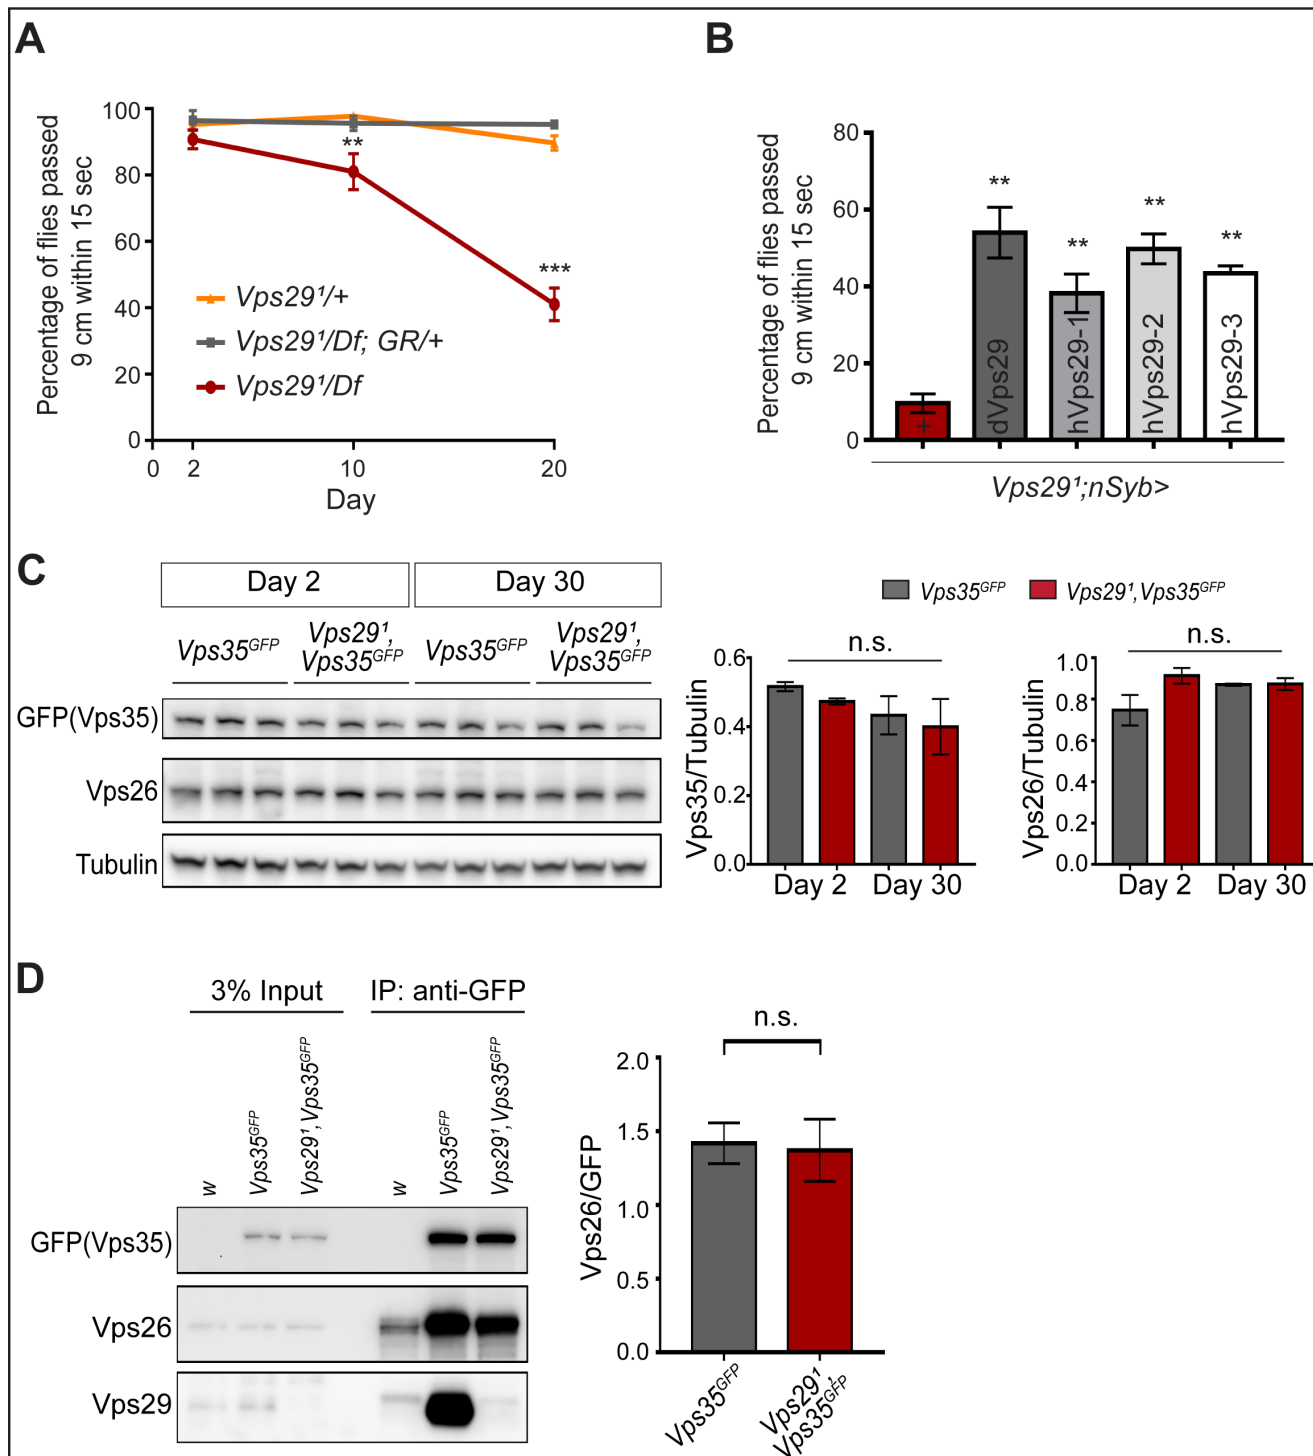 A
Percentage of flies passed
9 cm within 15 sec
100
80
60
40
20
0
**
***
Vps29¹/+
Vps29¹/Df; GR/+
Vps29¹/Df
0 2 10 20
Day
B
Percentage of flies passed
9 cm within 15 sec
80
60
40
20
0
** ** ** **
+
dVps29
hVps29-1
hVps29-2
hVps29-3
Vps29¹;nSyb>
C
Day 2 Day 30
Vps35ᴳᶠᴾ Vps29¹, Vps35ᴳᶠᴾ Vps35ᴳᶠᴾ Vps29¹, Vps35ᴳᶠᴾ
GFP(Vps35)
Vps26
Tubulin
Vps35ᴳᶠᴾ Vps29¹,Vps35ᴳᶠᴾ
n.s.
Vps35/Tubulin
0.6
0.4
0.2
0.0
Day 2 Day 30
n.s.
Vps26/Tubulin
1.0
0.8
0.6
0.4
0.2
0.0
Day 2 Day 30
D
3% Input IP: anti-GFP
w
Vps35ᴳᶠᴾ
Vps29¹,Vps35ᴳᶠᴾ
w
Vps35ᴳᶠᴾ
Vps29¹,Vps35ᴳᶠᴾ
GFP(Vps35)
Vps26
Vps29
n.s.
Vps26/GFP
2.0
1.5
1.0
0.5
0.0
Vps35ᴳᶠᴾ
Vps29¹,
Vps35ᴳᶠᴾ